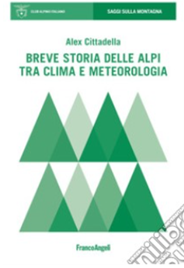 CLUB ALPINO ITALIANO
SAGGI SULLA MONTAGNA
Alex Cittadella
BREVE STORIA DELLE ALPI
TRA CLIMA E METEOROLOGIA
FrancoAngeli